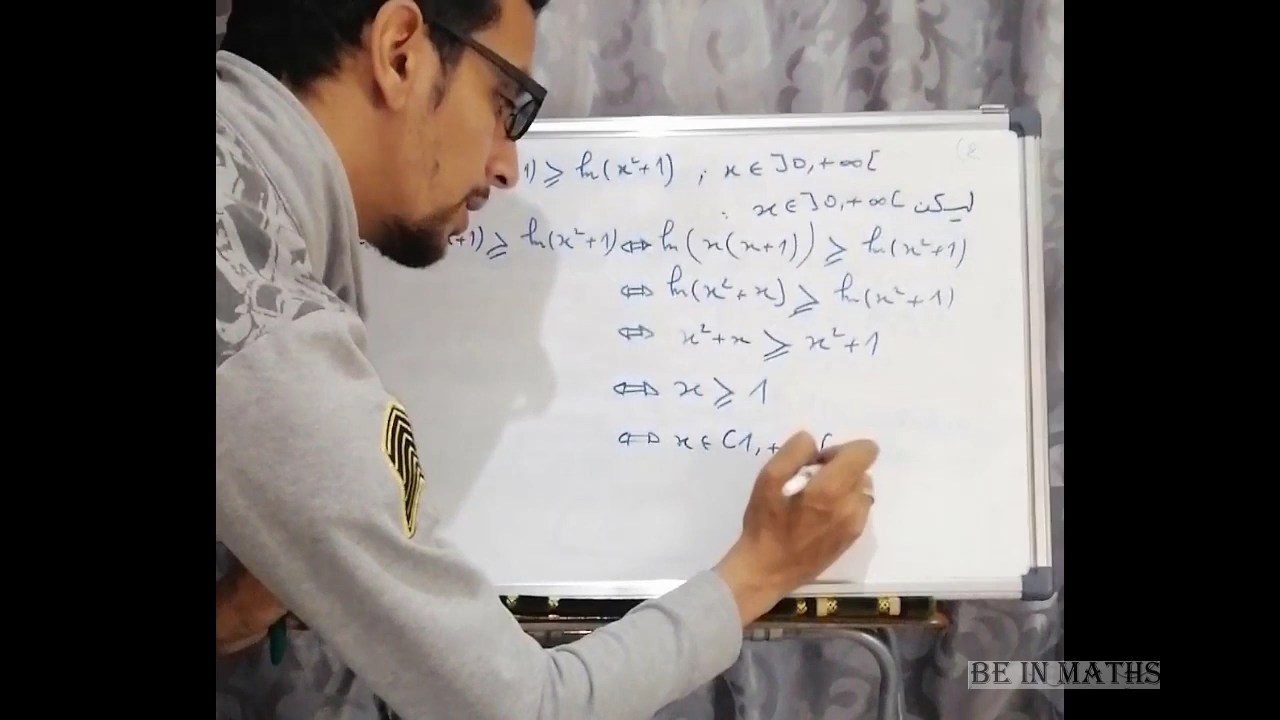 1) ≥ ln(x²+1) ; x ∈ ]0,+∞[
ليكن x ∈ ]0,+∞[ :
x+1) ≥ ln(x²+1) ⇔ ln(x(x+1)) ≥ ln(x²+1)
⇔ ln(x²+x) ≥ ln(x²+1)
⇔ x²+x ≥ x²+1
⇔ x ≥ 1
⇔ x ∈ [1,+ [
BE IN MATHS